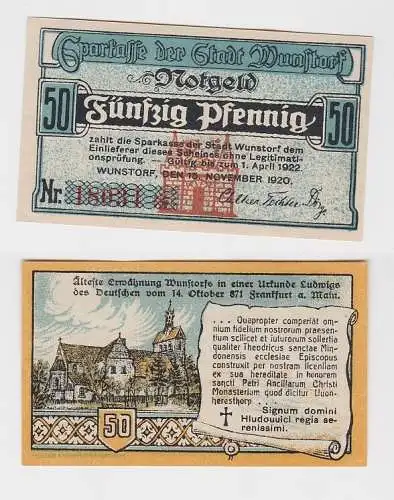 Sparkasse der Stadt Wunstorf
Notgeld
50 Fünfzig Pfennig 50
zahlt die Sparkasse der Stadt Wunstorf dem
Einlieferer dieses Scheines ohne Legitimati-
onsprüfung. Gültig bis zum 1. April 1922
WUNSTORF, DEN 15. NOVEMBER 1920.
Nr.
Älteste Erwähnung Wunstorfs in einer Urkunde Ludwigs
des Deutschen vom 14. Oktober 871 Frankfurt a. Main.
... Quapropter comperiat om-
nium fidelium nostrorum praesen-
tium scilicet et futurorum sollertia
qualiter Theodricus sanctae Min-
donensis ecclesiae Episcopus
construxit per nostram licenliam
ex sua hereditate in honorem
sancti Petri Ancillarum Christi
Monasterium quod dicitur Uuon-
heresthorp ...
Signum domini
Hludouuici regis se-
renissimi.
50